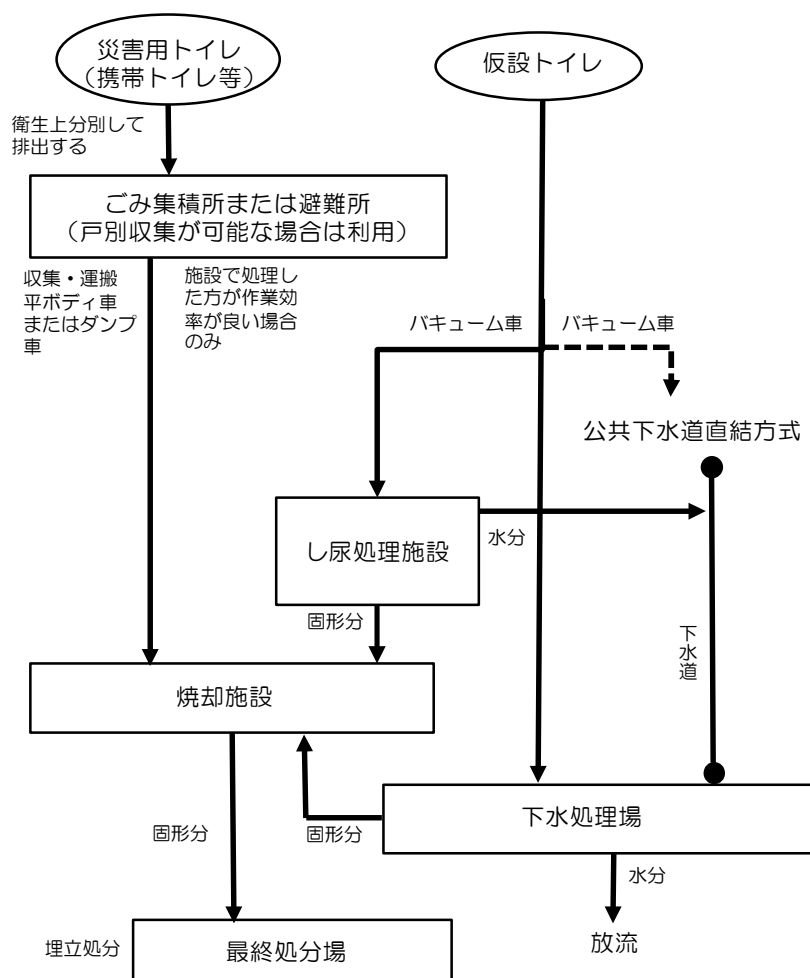 災害用トイレ
（携帯トイレ等）
仮設トイレ
衛生上分別して
排出する
ごみ集積所または避難所
（戸別収集が可能な場合は利用）
収集・運搬
平ボディ車
またはダンプ
車
施設で処理し
た方が作業効
率が良い場合
のみ
バキューム車
バキューム車
公共下水道直結方式
し尿処理施設
水分
固形分
下水道
焼却施設
下水処理場
固形分
固形分
水分
埋立処分
最終処分場
放流